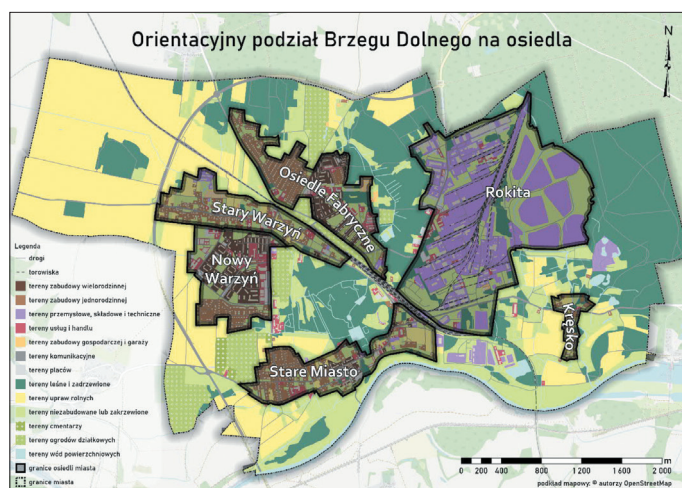 Orientacyjny podział Brzegu Dolnego na osiedla
N
Osiedle Fabryczne
Rokita
Stary Warzyń
Nowy
Warzyń
Kręsko
Stare Miasto
Legenda
drogi
torowiska
tereny zabudowy wielorodzinnej
tereny zabudowy jednorodzinnej
tereny przemysłowe, składowe i techniczne
tereny usług i handlu
tereny zabudowy gospodarczej i garaży
tereny komunikacyjne
tereny placów
tereny leśne i zadrzewione
tereny upraw rolnych
tereny niezabudowane lub zakrzewione
tereny cmentarzy
tereny ogrodów działkowych
tereny wód powierzchniowych
granice osiedli miasta
granice miasta
m
0 200 400 800 1 200 1 600 2 000
podkład mapowy: © autorzy OpenStreetMap